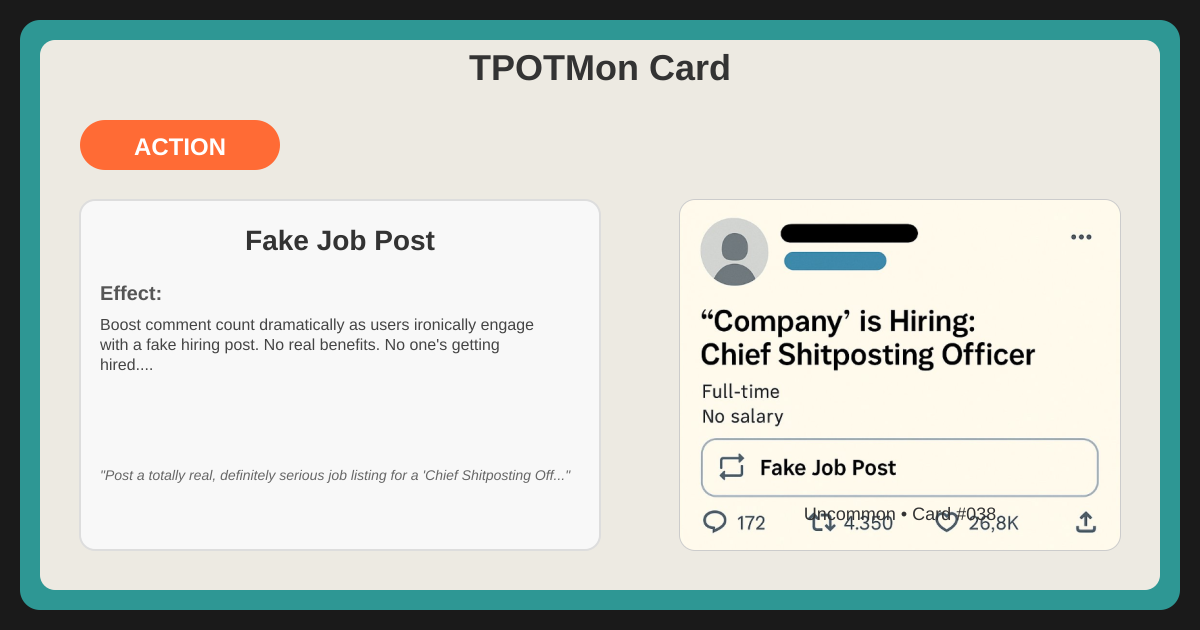 TPOTMon Card
ACTION
Fake Job Post
Effect:
Boost comment count dramatically as users ironically engage
with a fake hiring post. No real benefits. No one's getting
hired....
"Post a totally real, definitely serious job listing for a 'Chief Shitposting Off..."
“Company’ is Hiring:
Chief Shitposting Officer
Full-time
No salary
Fake Job Post
Uncommon • Card #038
172 4.350 26,8K